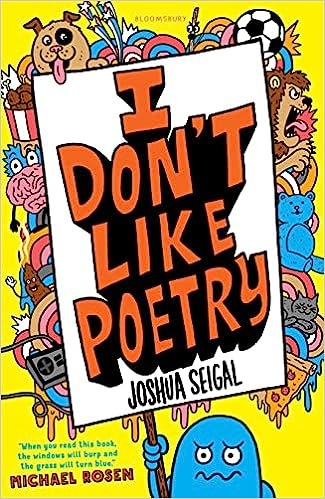 BLOOMSBURY
I
DON'T
LIKE
POETRY
JOSHUA SEIGAL
"When you read this book,
the windows will burp and
the grass will turn blue."
MICHAEL ROSEN